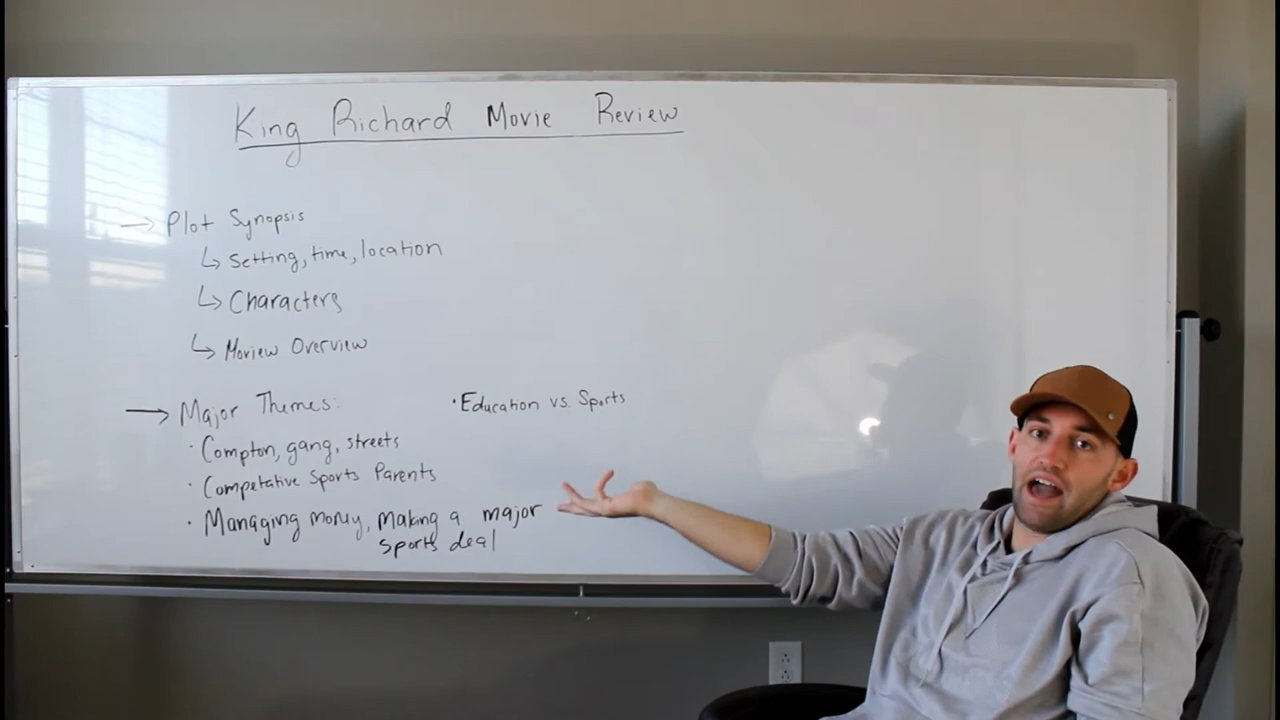 King Richard Movie Review
→ Plot Synopsis
↳ Setting, time, location
↳ Characters
↳ Moview Overview
→ Major Themes:
· Compton, gang, streets
· Competative Sports Parents
· Managing money, making a major
sports deal
· Education vs. Sports